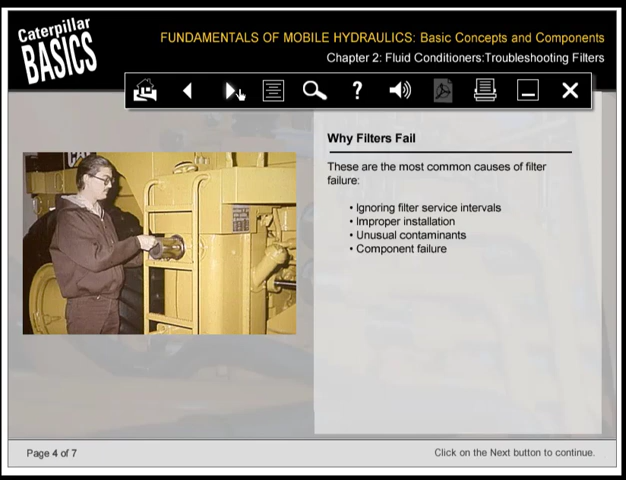 Caterpillar
BASICS
FUNDAMENTALS OF MOBILE HYDRAULICS: Basic Concepts and Components
Chapter 2: Fluid Conditioners:Troubleshooting Filters
?
Why Filters Fail
These are the most common causes of filter
failure:
• Ignoring filter service intervals
• Improper installation
• Unusual contaminants
• Component failure
Page 4 of 7
Click on the Next button to continue.